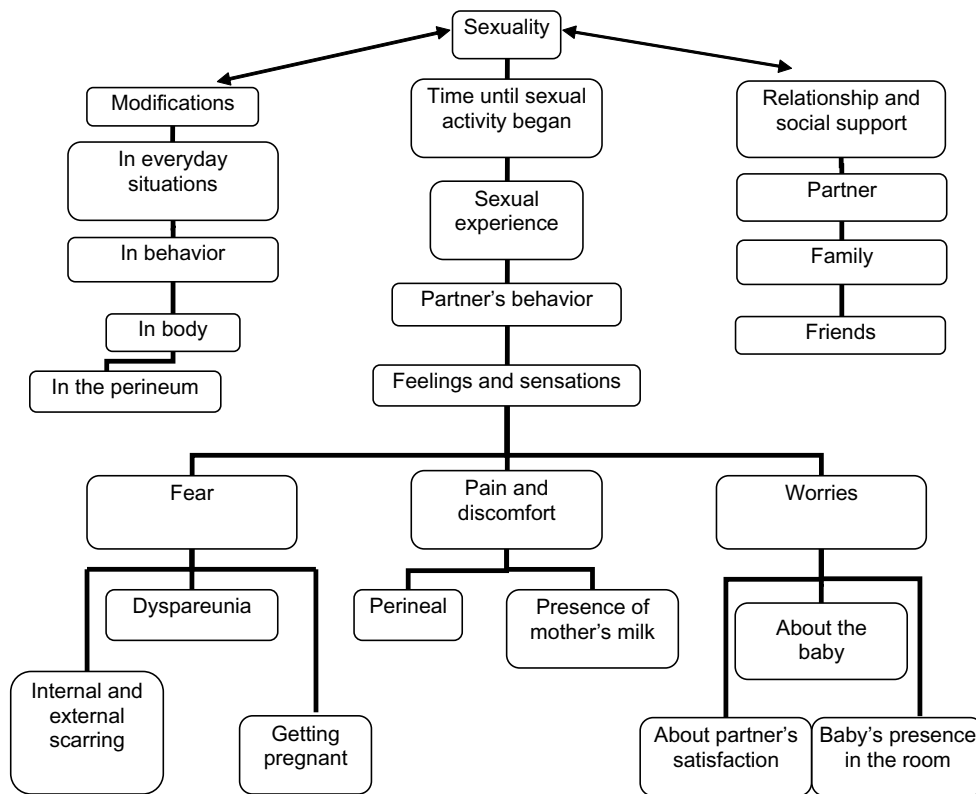 Sexuality
Modifications
Time until sexual
activity began
Relationship and
social support
In everyday
situations
Sexual
experience
Partner
In behavior
Family
Partner’s behavior
In body
Friends
In the perineum
Feelings and sensations
Fear
Pain and
discomfort
Worries
Dyspareunia
Perineal
Presence of
mother’s milk
About the
baby
Internal and
external
scarring
Getting
pregnant
About partner’s
satisfaction
Baby’s presence
in the room